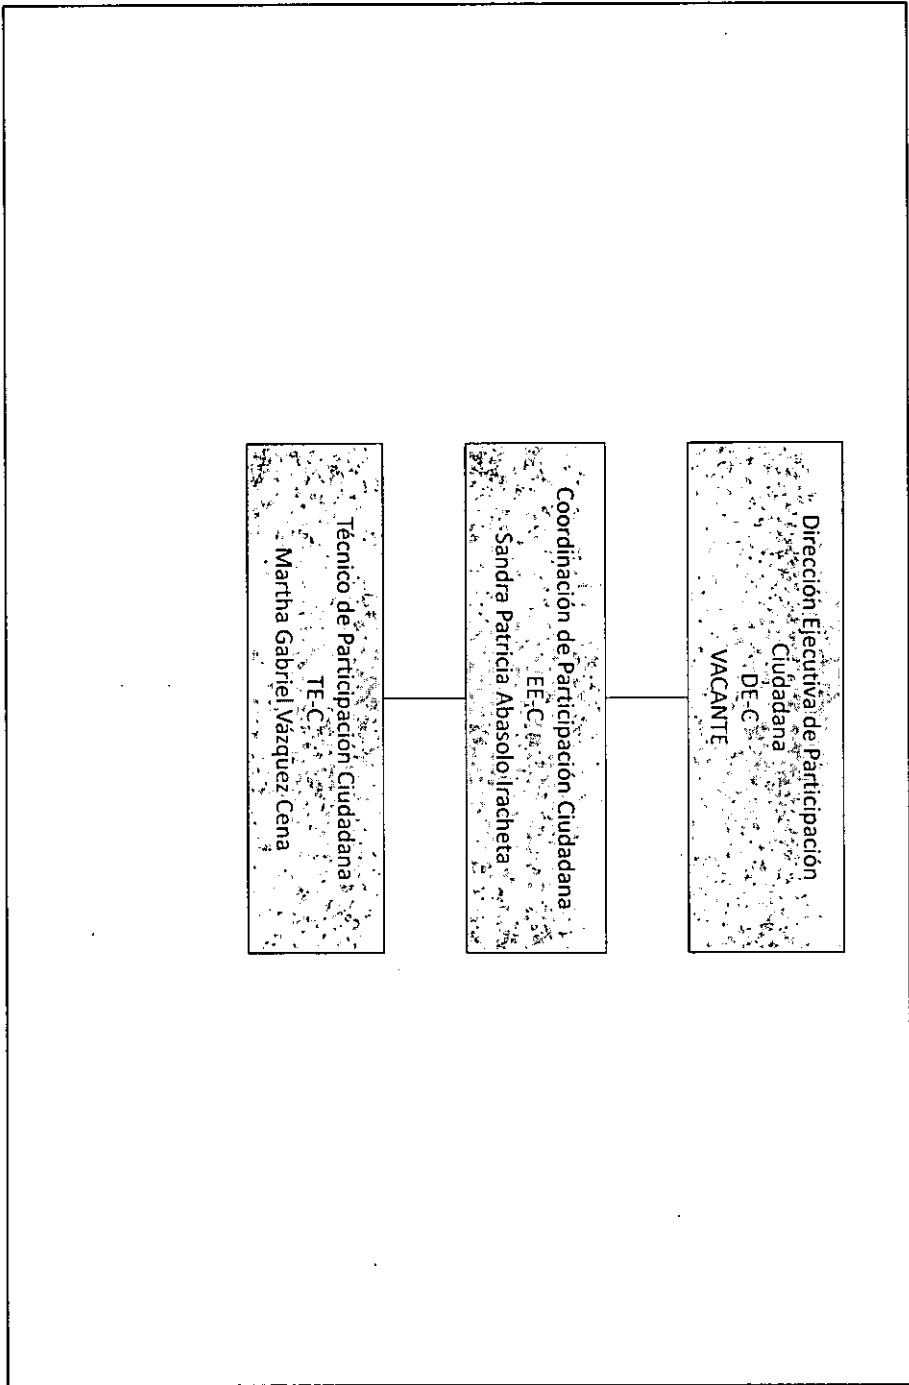 Dirección Ejecutiva de Participación
Ciudadana
DE-C
VACANTE
Coordinación de Participación Ciudadana
EE-C
Sandra Patricia Abasolo Iracheta
Técnico de Participación Ciudadana
TE-C
Martha Gabriel Vázquez Cena